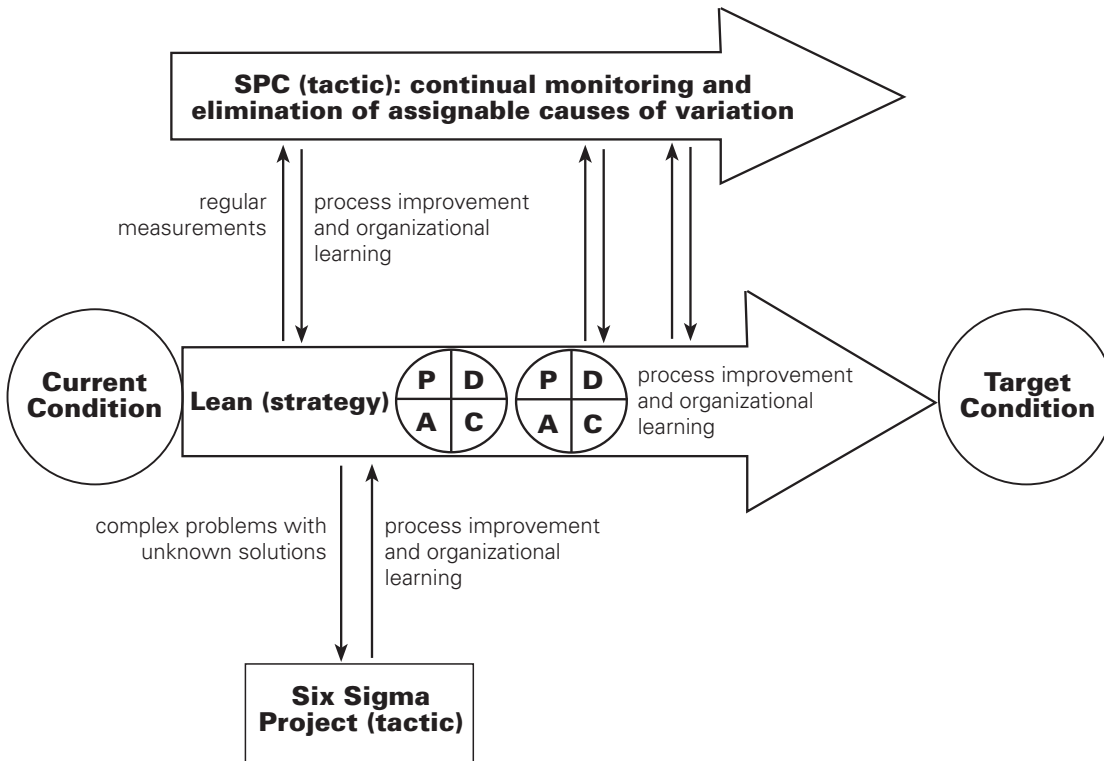 SPC (tactic): continual monitoring and
elimination of assignable causes of variation
regular
measurements
process improvement
and organizational
learning
Current
Condition
Lean (strategy)
P D
A C
P D
A C
process improvement
and organizational
learning
Target
Condition
complex problems with
unknown solutions
process improvement
and organizational
learning
Six Sigma
Project (tactic)